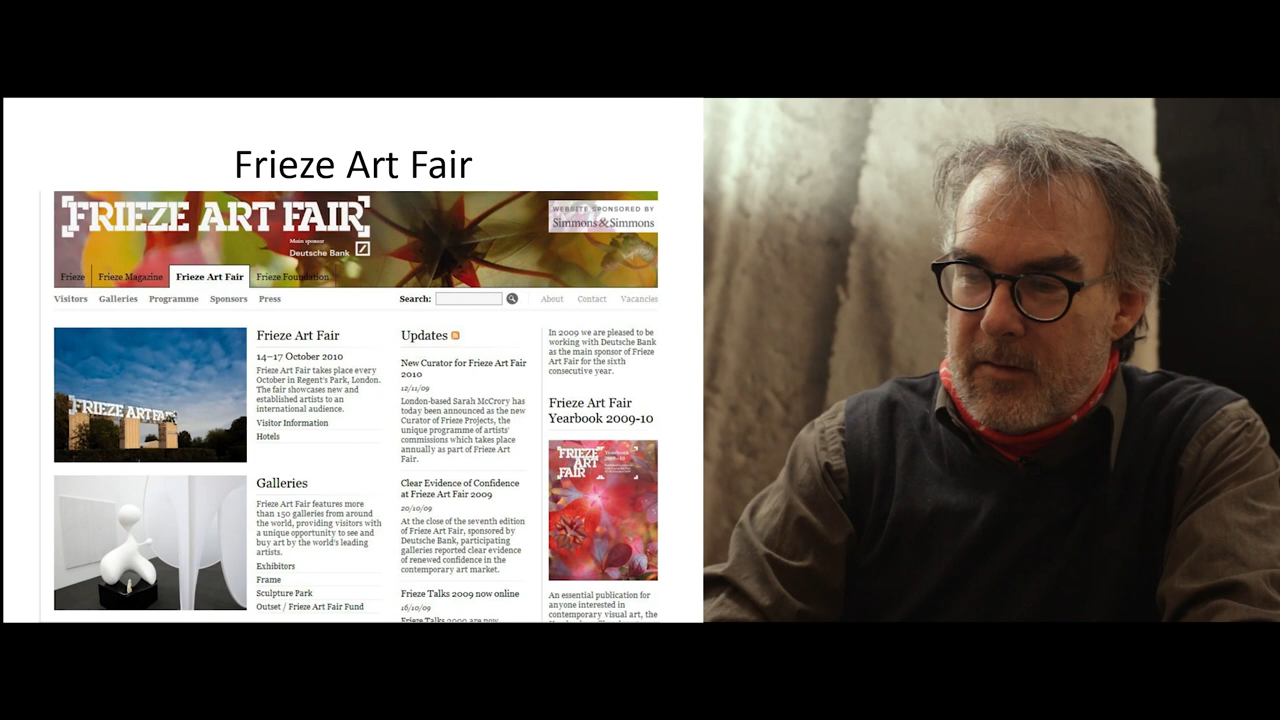 Frieze Art Fair
FRIEZE ART FAIR
Main sponsor
Deutsche Bank
WEBSITE SPONSORED BY
Simmons & Simmons
Frieze
Frieze Magazine
Frieze Art Fair
Frieze Foundation
Visitors
Galleries
Programme
Sponsors
Press
Search:
About
Contact
Vacancies
FRIEZE ART FAIR
Frieze Art Fair
14–17 October 2010
Frieze Art Fair takes place every
October in Regent's Park, London.
The fair showcases new and
established artists to an
international audience.
Visitor Information
Hotels
Galleries
Frieze Art Fair features more
than 150 galleries from around
the world, providing visitors with
a unique opportunity to see and
buy art by the world's leading
artists.
Exhibitors
Frame
Sculpture Park
Outset / Frieze Art Fair Fund
Updates
New Curator for Frieze Art Fair
2010
12/11/09
London-based Sarah McCrory has
today been announced as the new
Curator of Frieze Projects, the
unique programme of artists'
commissions which takes place
annually as part of Frieze Art
Fair.
Clear Evidence of Confidence
at Frieze Art Fair 2009
20/10/09
At the close of the seventh edition
of Frieze Art Fair, sponsored by
Deutsche Bank, participating
galleries reported clear evidence
of renewed confidence in the
contemporary art market.
Frieze Talks 2009 now online
16/10/09
Frieze Talks 2009 are now
In 2009 we are pleased to be
working with Deutsche Bank
as the main sponsor of Frieze
Art Fair for the sixth
consecutive year.
Frieze Art Fair
Yearbook 2009-10
FRIEZE
ART
FAIR
Yearbook
2009–10
An essential publication for
anyone interested in
contemporary visual art, the